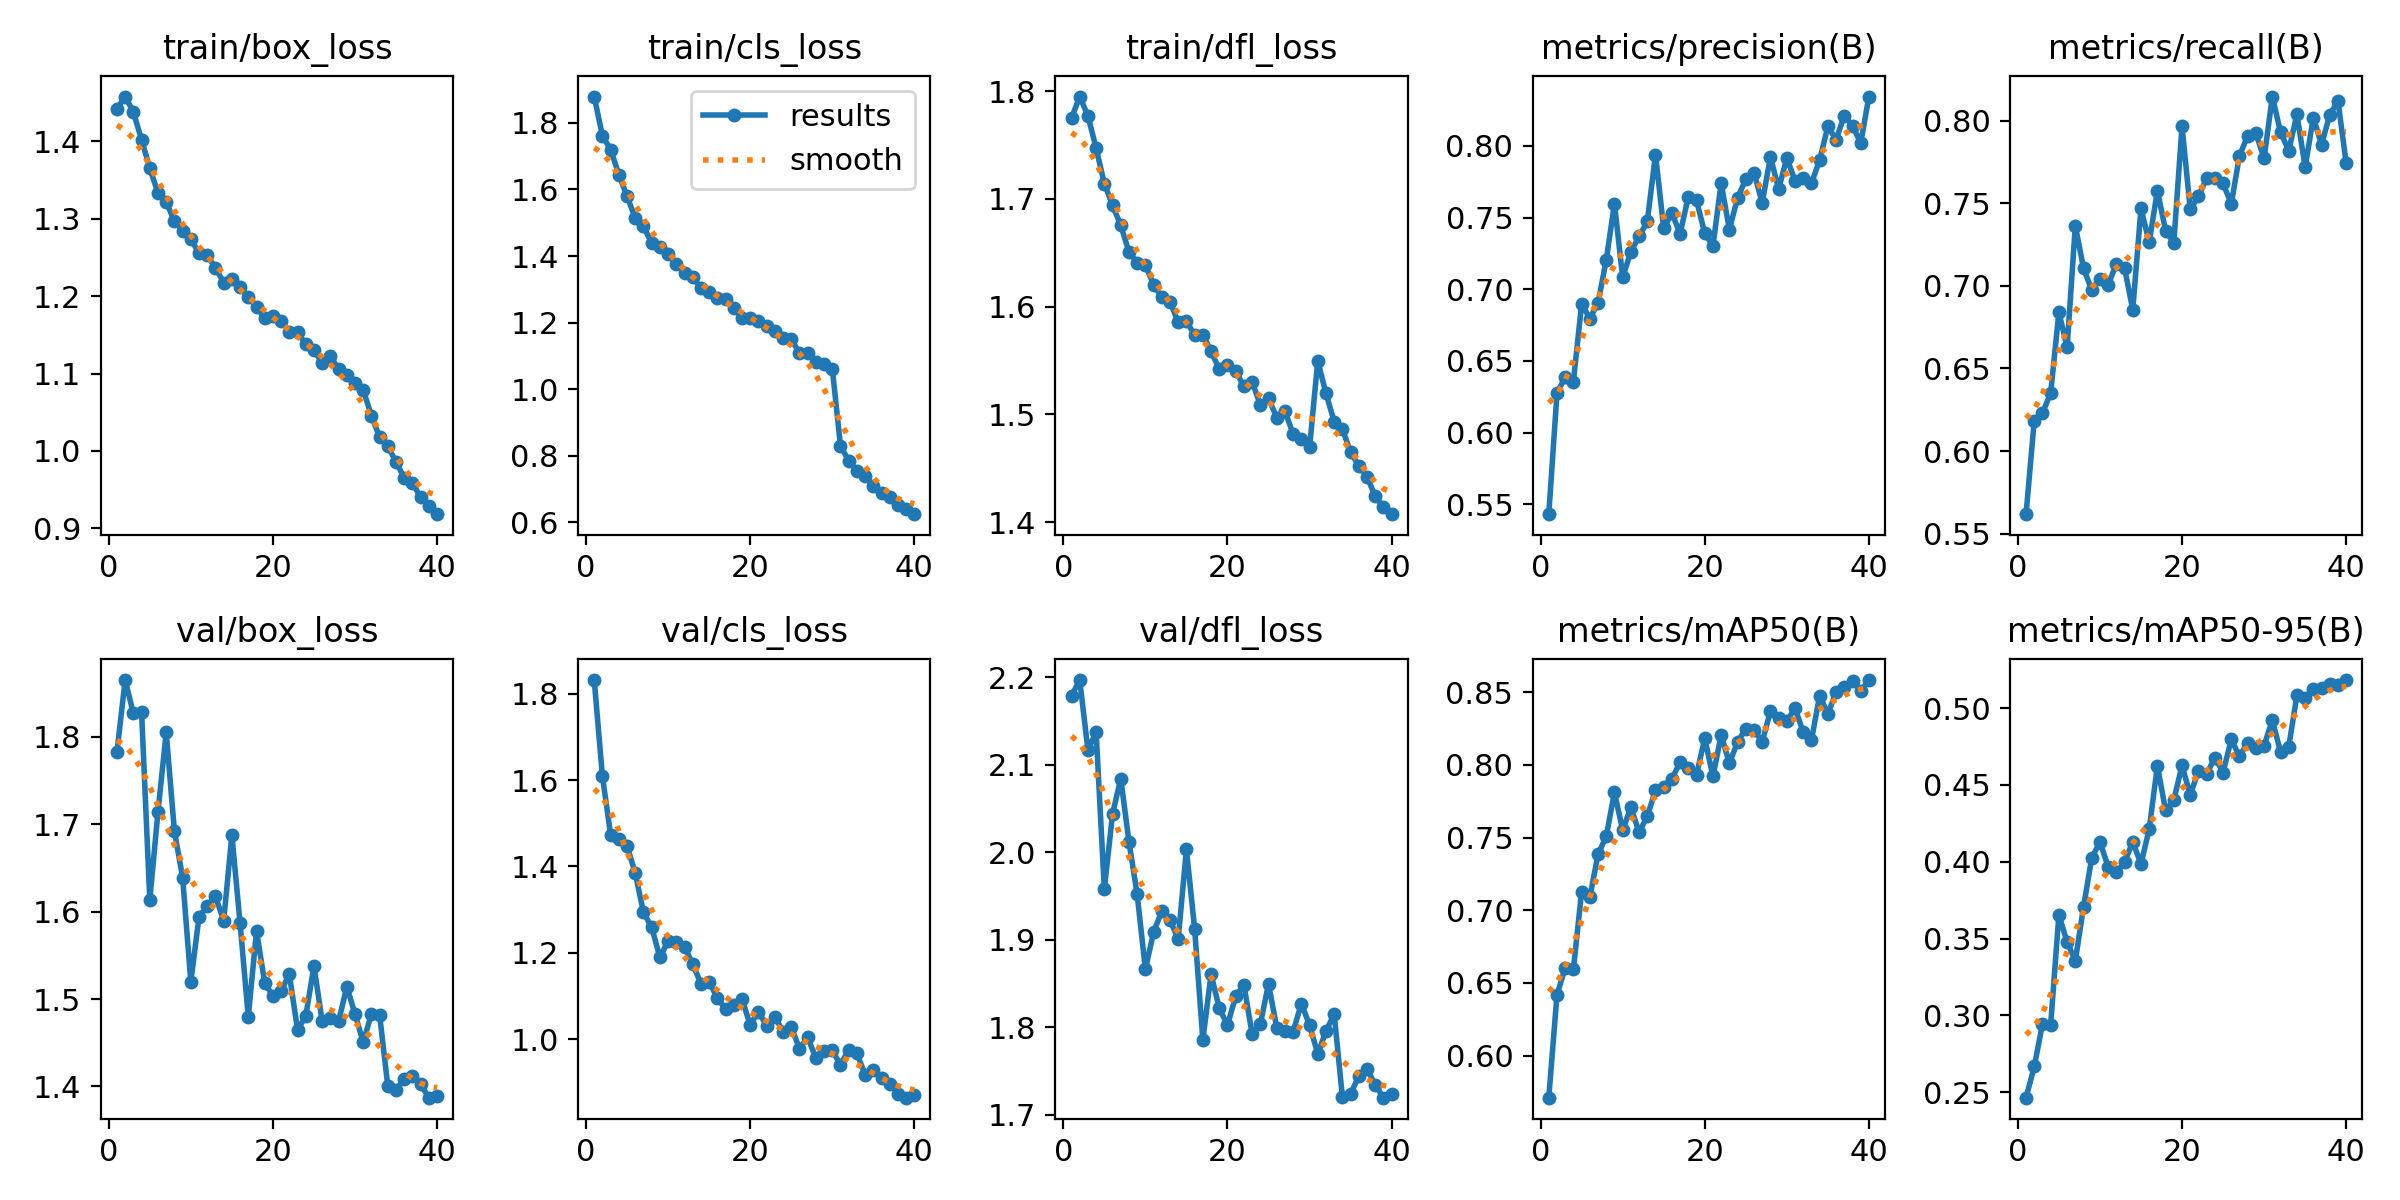 train/box_loss
1.4
1.3
1.2
1.1
1.0
0.9
0 20 40
train/cls_loss
results
smooth
1.8
1.6
1.4
1.2
1.0
0.8
0.6
0 20 40
train/dfl_loss
1.8
1.7
1.6
1.5
1.4
0 20 40
metrics/precision(B)
0.80
0.75
0.70
0.65
0.60
0.55
0 20 40
metrics/recall(B)
0.80
0.75
0.70
0.65
0.60
0.55
0 20 40
val/box_loss
1.8
1.7
1.6
1.5
1.4
0 20 40
val/cls_loss
1.8
1.6
1.4
1.2
1.0
0 20 40
val/dfl_loss
2.2
2.1
2.0
1.9
1.8
1.7
0 20 40
metrics/mAP50(B)
0.85
0.80
0.75
0.70
0.65
0.60
0 20 40
metrics/mAP50-95(B)
0.50
0.45
0.40
0.35
0.30
0.25
0 20 40